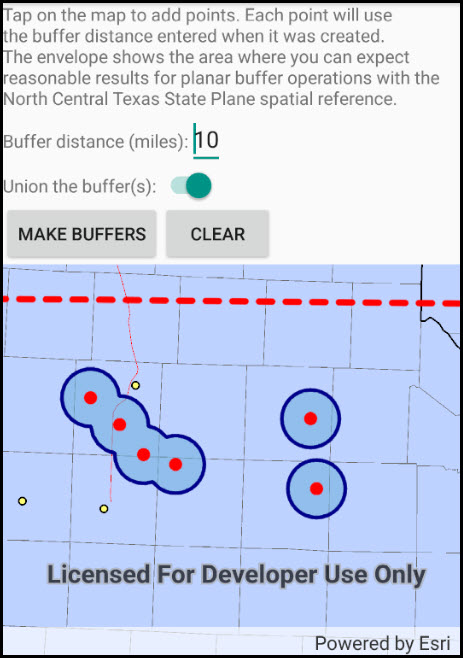 Tap on the map to add points. Each point will use
the buffer distance entered when it was created.
The envelope shows the area where you can expect
reasonable results for planar buffer operations with the
North Central Texas State Plane spatial reference.
Buffer distance (miles): 10
Union the buffer(s):
MAKE BUFFERS CLEAR
Licensed For Developer Use Only
Powered by Esri